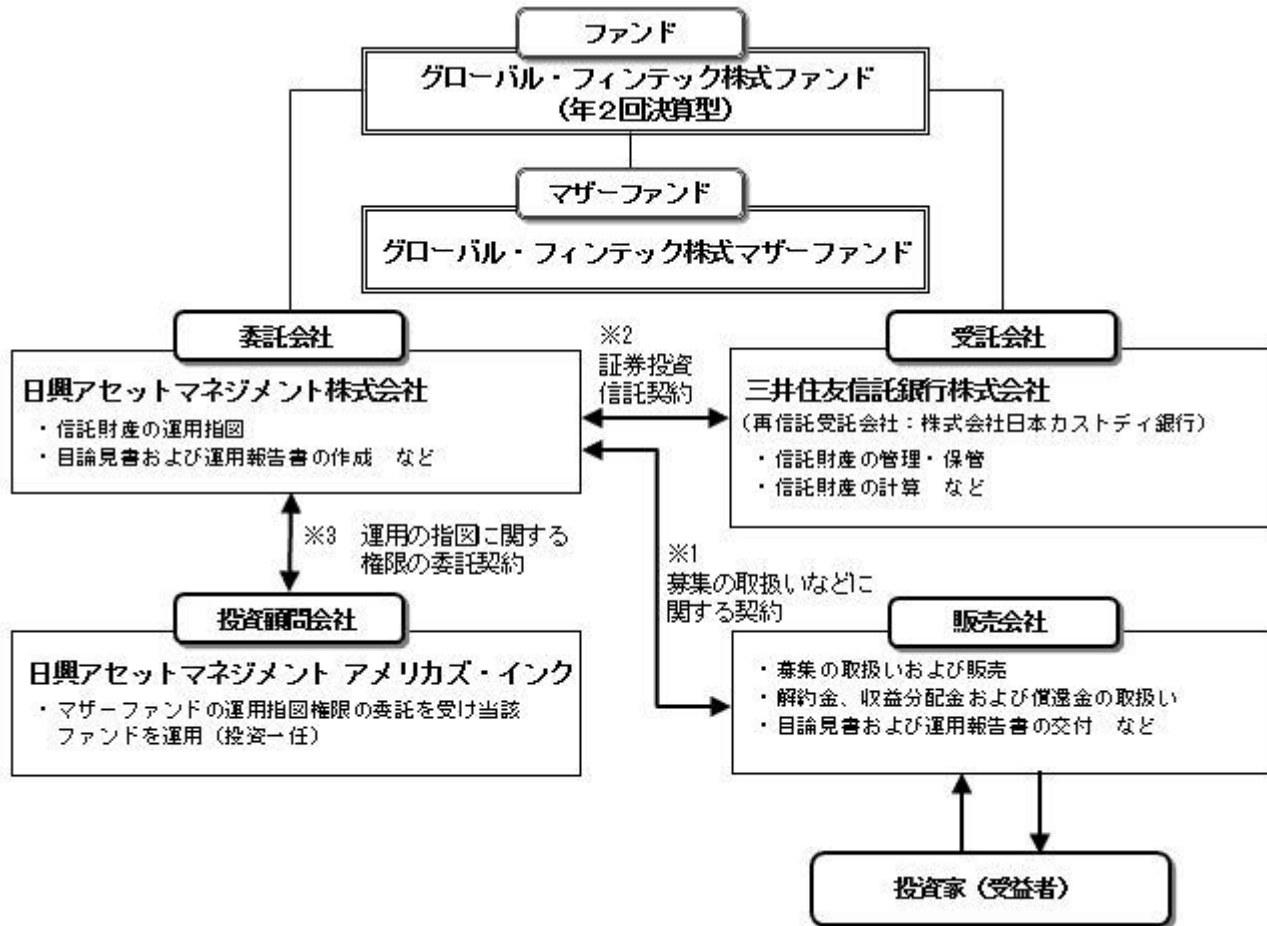 ファンド
グローバル・フィンテック株式ファンド
(年2回決算型)
マザーファンド
グローバル・フィンテック株式マザーファンド
委託会社
日興アセットマネジメント株式会社
・信託財産の運用指図
・目論見書および運用報告書の作成 など
※2
証券投資
信託契約
受託会社
三井住友信託銀行株式会社
(再信託受託会社:株式会社日本カストディ銀行)
・信託財産の管理・保管
・信託財産の計算 など
※3 運用の指図に関する
権限の委託契約
※1
募集の取扱いなどに
関する契約
投資顧問会社
日興アセットマネジメント アメリカズ・インク
・マザーファンドの運用指図権限の委託を受け当該
ファンドを運用(投資一任)
販売会社
・募集の取扱いおよび販売
・解約金、収益分配金および償還金の取扱い
・目論見書および運用報告書の交付 など
投資家(受益者)